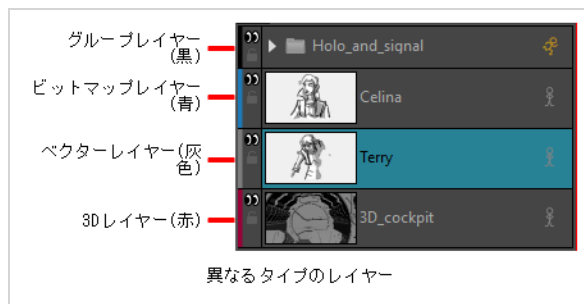 グループレイヤー
(黒)
Holo_and_signal
ビットマップレイヤー
(青)
Celina
ベクターレイヤー(灰
色)
Terry
3Dレイヤー(赤)
3D_cockpit
異なるタイプのレイヤー